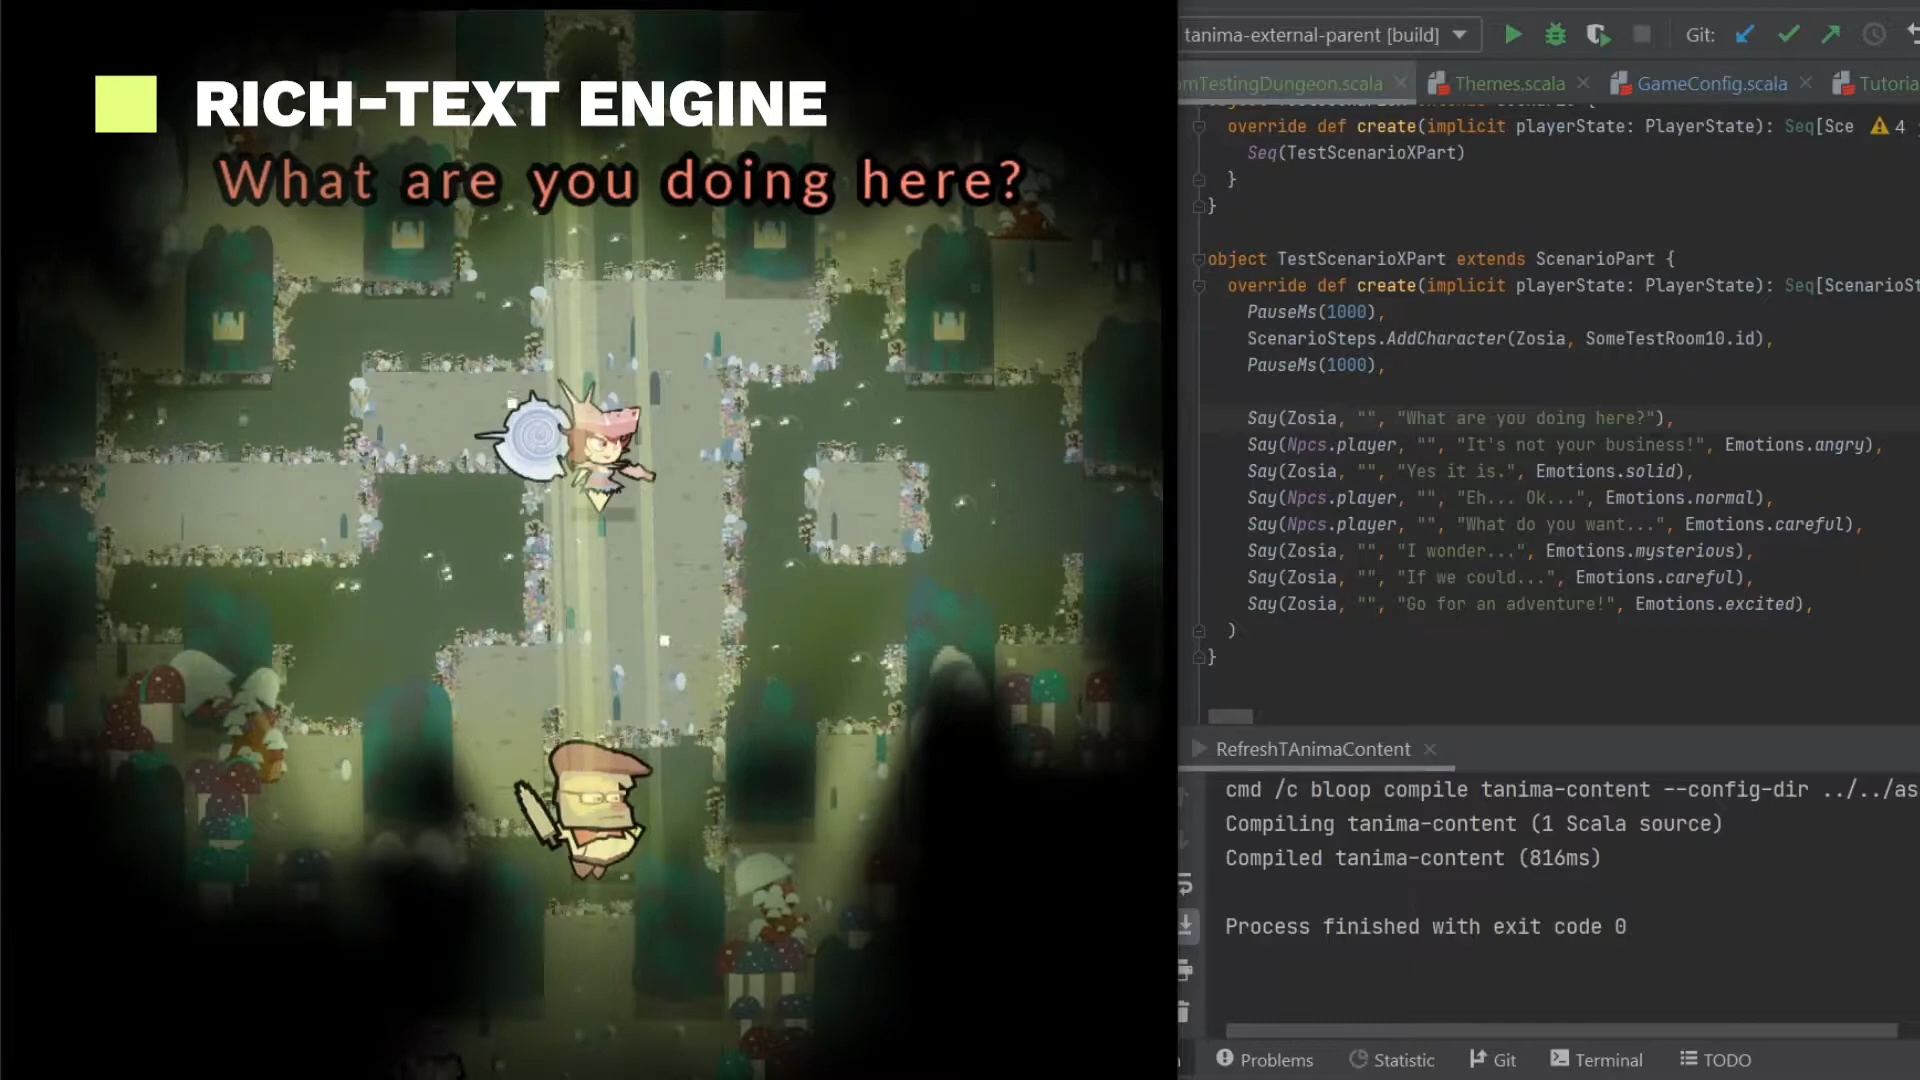 RICH-TEXT ENGINE
What are you doing here?
tanima-external-parent [build]
Git:
omTestingDungeon.scala
Themes.scala
GameConfig.scala
Tutoria
override def create(implicit playerState: PlayerState): Seq[Sce
4
Seq(TestScenarioXPart)
}
}
object TestScenarioXPart extends ScenarioPart {
override def create(implicit playerState: PlayerState): Seq[ScenarioSt
PauseMs(1000),
ScenarioSteps.AddCharacter(Zosia, SomeTestRoom10.id),
PauseMs(1000),
Say(Zosia, "", "What are you doing here?"),
Say(Npcs.player, "", "It's not your business!", Emotions.angry),
Say(Zosia, "", "Yes it is.", Emotions.solid),
Say(Npcs.player, "", "Eh... Ok...", Emotions.normal),
Say(Npcs.player, "", "What do you want...", Emotions.careful),
Say(Zosia, "", "I wonder...", Emotions.mysterious),
Say(Zosia, "", "If we could...", Emotions.careful),
Say(Zosia, "", "Go for an adventure!", Emotions.excited),
)
}
RefreshTAnimaContent
cmd /c bloop compile tanima-content --config-dir ../../as
Compiling tanima-content (1 Scala source)
Compiled tanima-content (816ms)
Process finished with exit code 0
Problems
Statistic
Git
Terminal
TODO